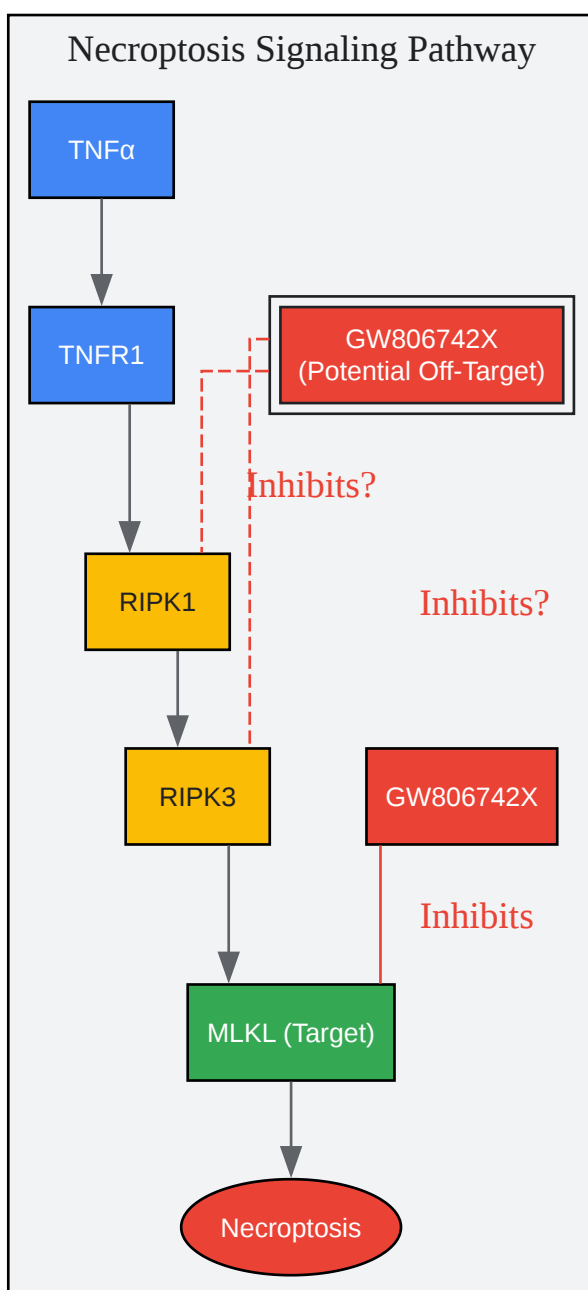 Necroptosis Signaling Pathway
TNFα
TNFR1
GW806742X
(Potential Off-Target)
Inhibits?
RIPK1
Inhibits?
RIPK3
GW806742X
Inhibits
MLKL (Target)
Necroptosis